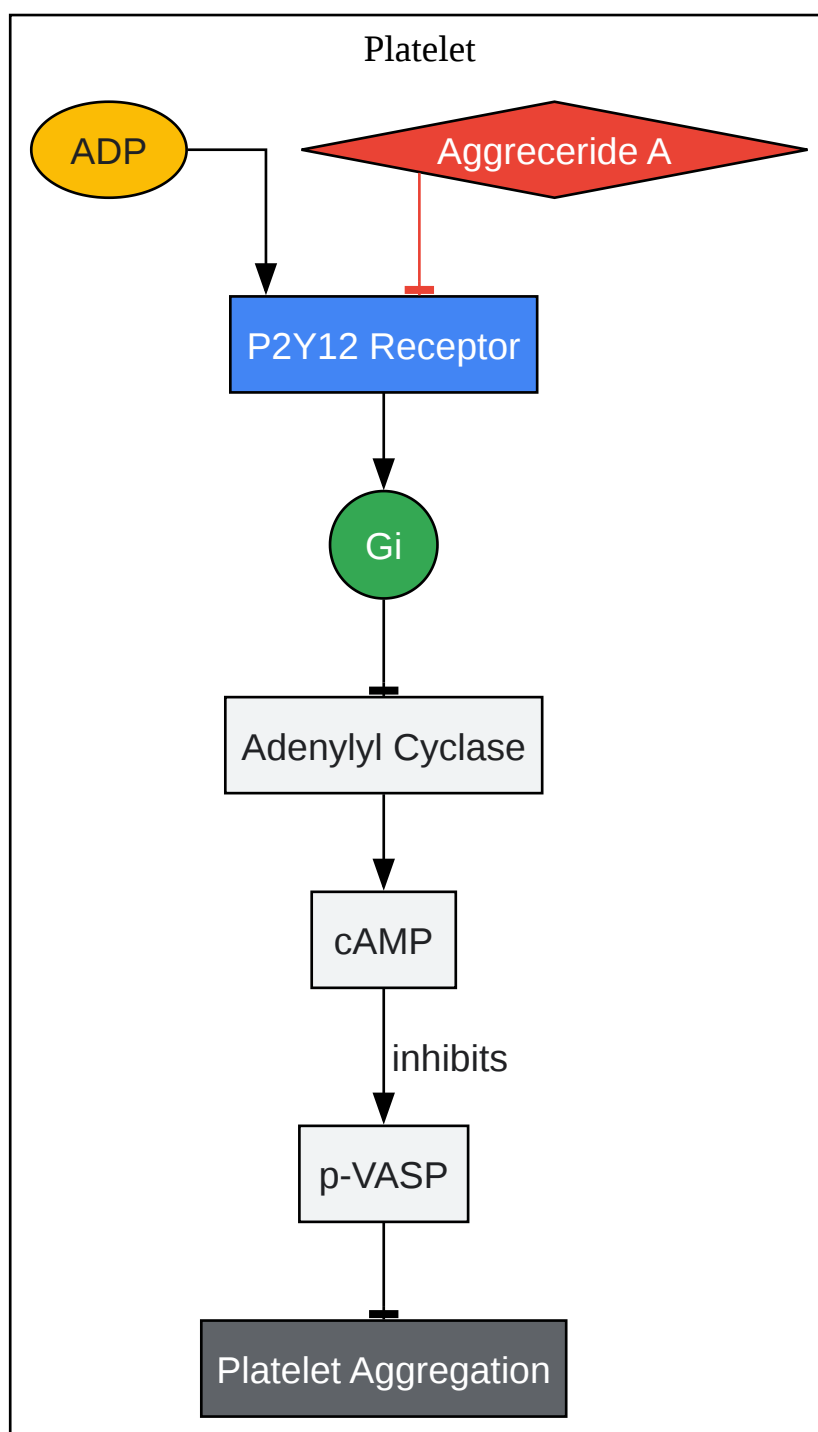 Platelet
ADP
Aggreceride A
P2Y12 Receptor
Gi
Adenylyl Cyclase
cAMP
inhibits
p-VASP
Platelet Aggregation